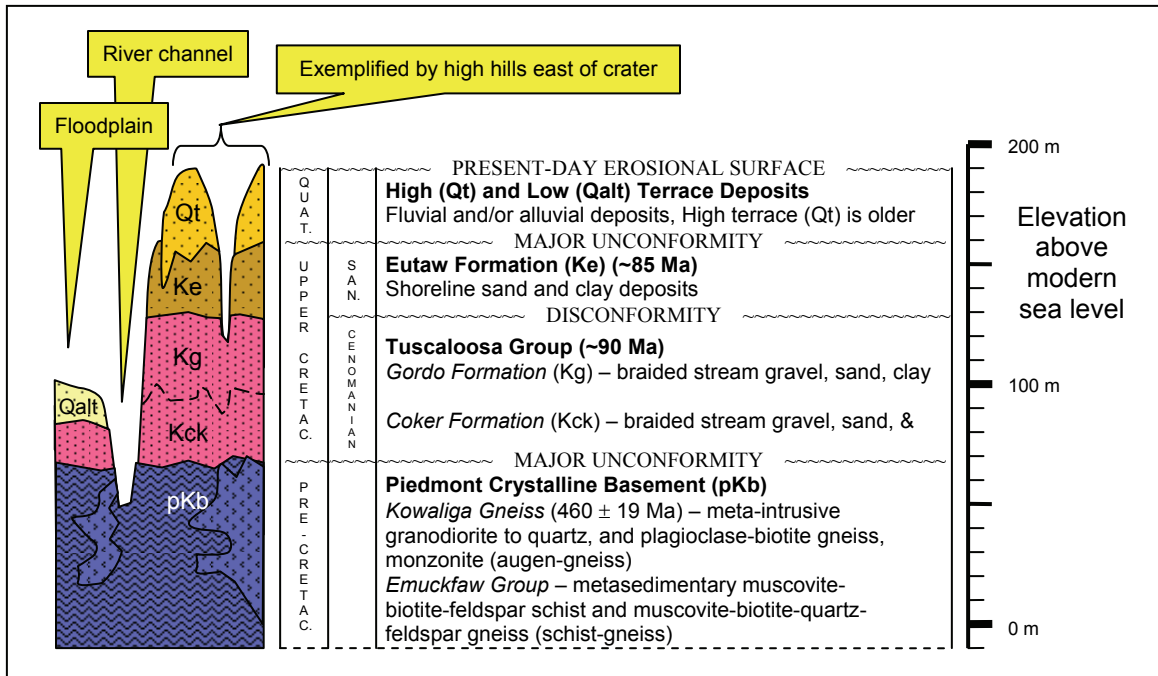 River channel
Exemplified by high hills east of crater
Floodplain
Qt
Ke
Kg
Qalt
Kck
pKb
PRESENT-DAY EROSIONAL SURFACE
QUAT.
High (Qt) and Low (Qalt) Terrace Deposits
Fluvial and/or alluvial deposits, High terrace (Qt) is older
MAJOR UNCONFORMITY
UPPER CRETAC.
SAN.
Eutaw Formation (Ke) (~85 Ma)
Shoreline sand and clay deposits
DISCONFORMITY
CENOMANIAN
Tuscaloosa Group (~90 Ma)
Gordo Formation (Kg) – braided stream gravel, sand, clay
Coker Formation (Kck) – braided stream gravel, sand, &
MAJOR UNCONFORMITY
PRE-CRETAC.
Piedmont Crystalline Basement (pKb)
Kowaliga Gneiss (460 ± 19 Ma) – meta-intrusive
granodiorite to quartz, and plagioclase-biotite gneiss,
monzonite (augen-gneiss)
Emuckfaw Group – metasedimentary muscovite-
biotite-feldspar schist and muscovite-biotite-quartz-
feldspar gneiss (schist-gneiss)
200 m
Elevation
above
modern
sea level
100 m
0 m